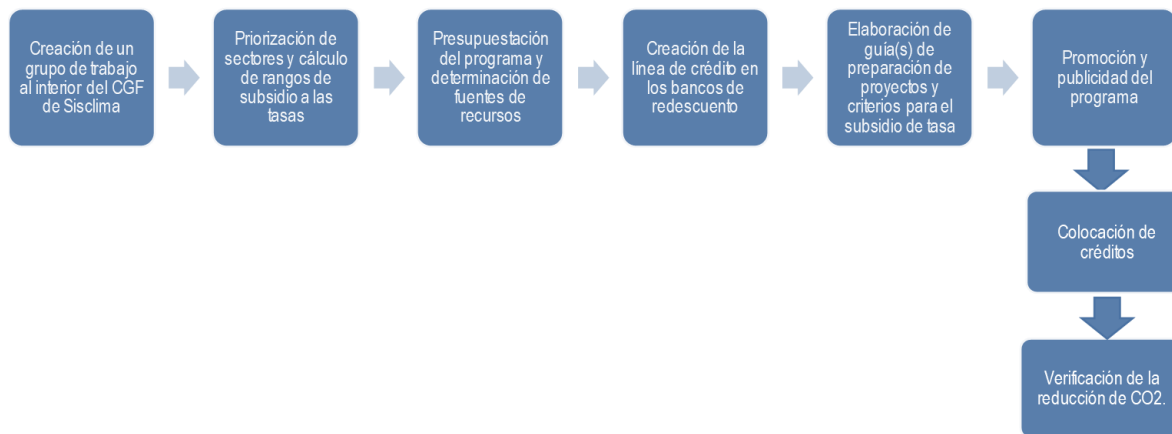 Creación de un
grupo de trabajo
al interior del CGF
de Sisclima
Priorización de
sectores y cálculo
de rangos de
subsidio a las
tasas
Presupuestación
del programa y
determinación de
fuentes de
recursos
Creación de la
línea de crédito en
los bancos de
redescuento
Elaboración de
guía(s) de
preparación de
proyectos y
criterios para el
subsidio de tasa
Promoción y
publicidad del
programa
Colocación de
créditos
Verificación de la
reducción de CO2.